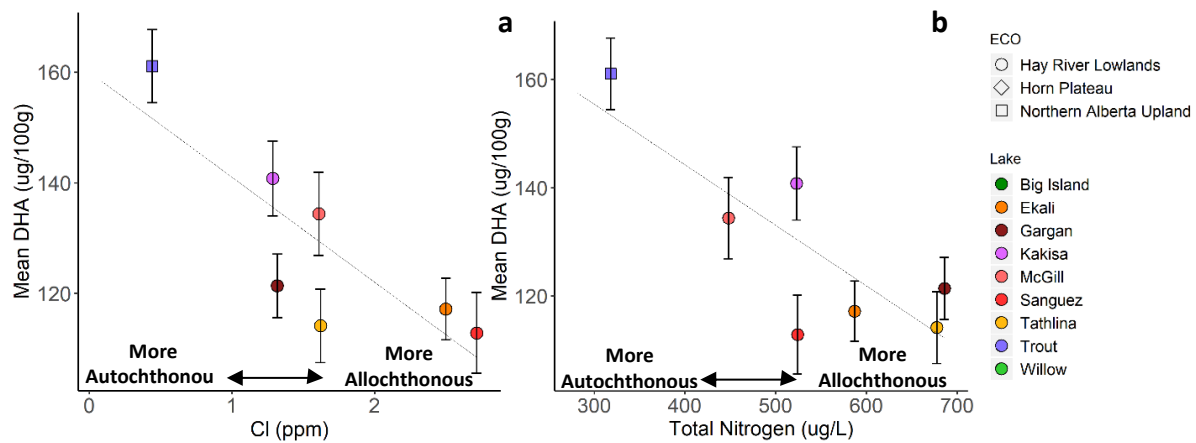 a
Mean DHA (ug/100g)
160
140
120
More
Autochthonou
More
Allochthonous
0
1
2
Cl (ppm)
b
Mean DHA (ug/100g)
160
140
120
100
More
Autochthonous
More
Allochthonous
300
400
500
600
700
Total Nitrogen (ug/L)
ECO
Hay River Lowlands
Horn Plateau
Northern Alberta Upland
Lake
Big Island
Ekali
Gargan
Kakisa
McGill
Sanguez
Tathlina
Trout
Willow